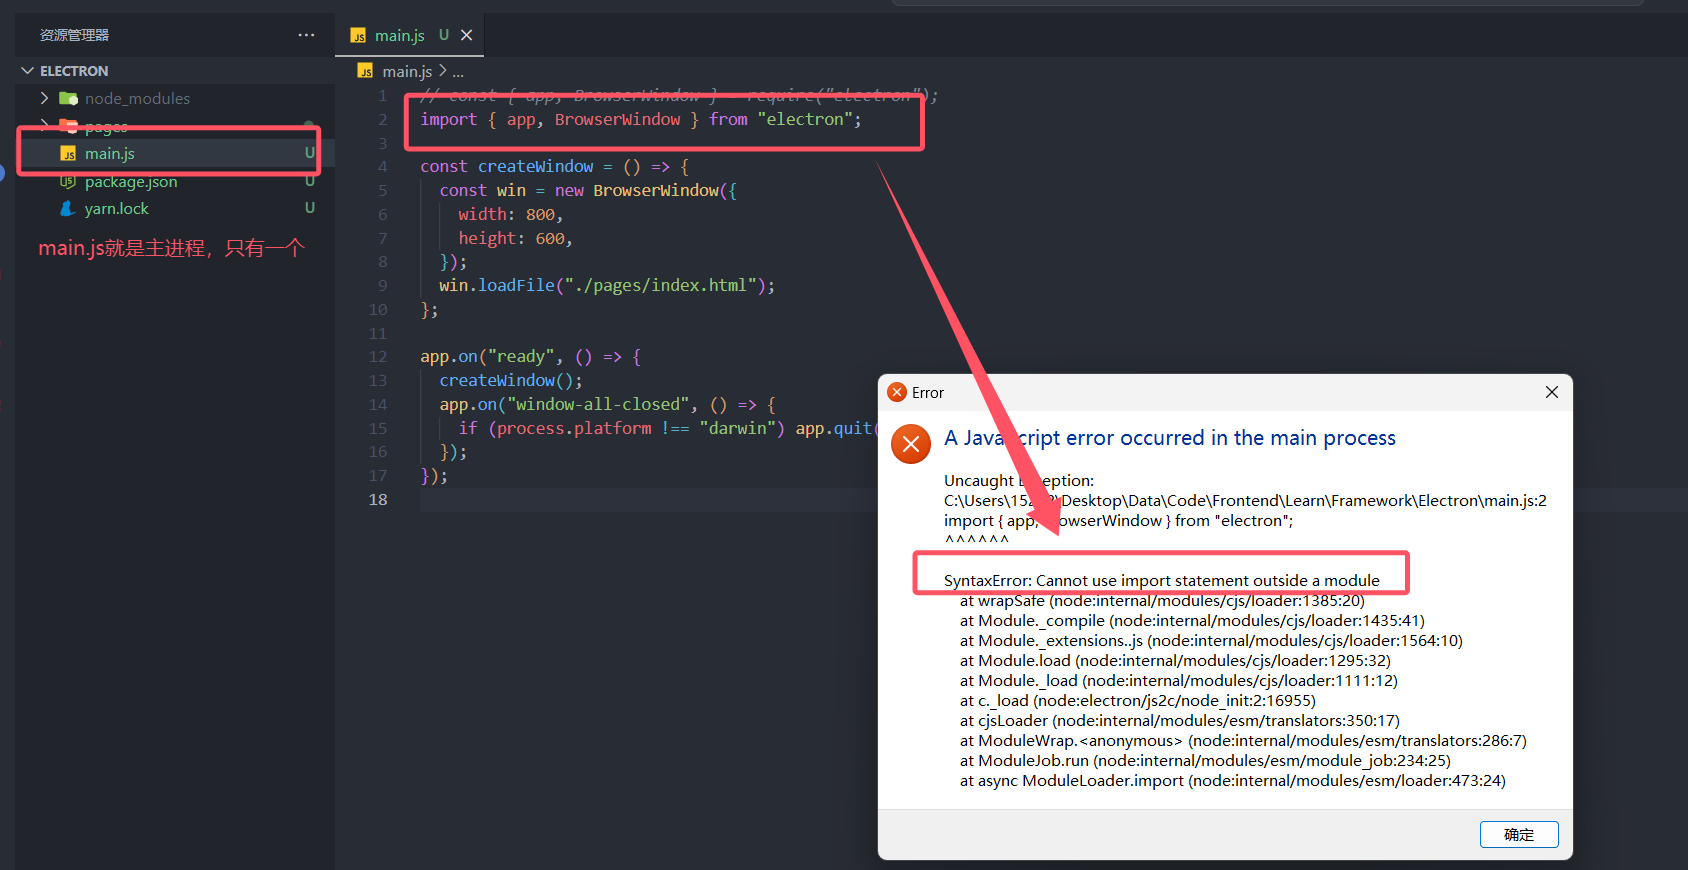 资源管理器 ···
ELECTRON
node_modules
pages
main.js U
package.json U
yarn.lock U
main.js就是主进程，只有一个
main.js U
main.js > ...
1 // const { app, BrowserWindow } = require("electron");
2 import { app, BrowserWindow } from "electron";
3
4 const createWindow = () => {
5 const win = new BrowserWindow({
6 width: 800,
7 height: 600,
8 });
9 win.loadFile("./pages/index.html");
10 };
11
12 app.on("ready", () => {
13 createWindow();
14 app.on("window-all-closed", () => {
15 if (process.platform !== "darwin") app.quit(
16 });
17 });
18
Error
A JavaScript error occurred in the main process
Uncaught Exception:
C:\Users\152\Desktop\Data\Code\Frontend\Learn\Framework\Electron\main.js:2
import { app, BrowserWindow } from "electron";
^^^^^^
SyntaxError: Cannot use import statement outside a module
at wrapSafe (node:internal/modules/cjs/loader:1385:20)
at Module._compile (node:internal/modules/cjs/loader:1435:41)
at Module._extensions..js (node:internal/modules/cjs/loader:1564:10)
at Module.load (node:internal/modules/cjs/loader:1295:32)
at Module._load (node:internal/modules/cjs/loader:1111:12)
at c._load (node:electron/js2c/node_init:2:16955)
at cjsLoader (node:internal/modules/esm/translators:350:17)
at ModuleWrap.<anonymous> (node:internal/modules/esm/translators:286:7)
at ModuleJob.run (node:internal/modules/esm/module_job:234:25)
at async ModuleLoader.import (node:internal/modules/esm/loader:473:24)
确定